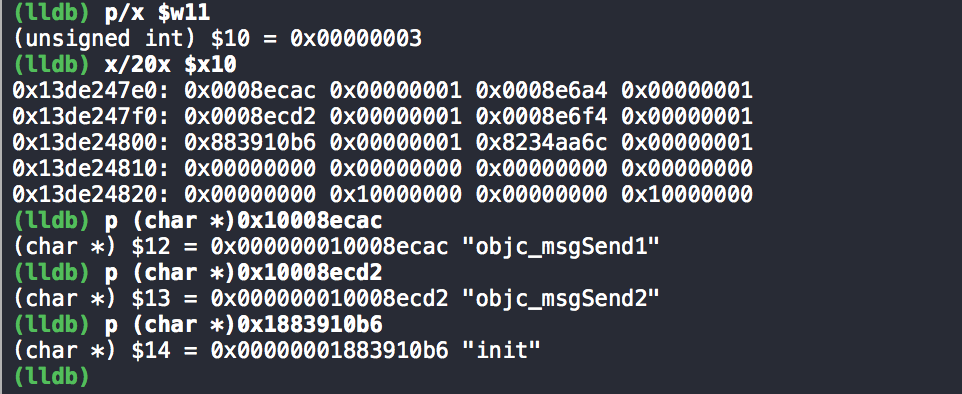 (lldb) p/x $w11
(unsigned int) $10 = 0x00000003
(lldb) x/20x $x10
0x13de247e0: 0x0008ecac 0x00000001 0x0008e6a4 0x00000001
0x13de247f0: 0x0008ecd2 0x00000001 0x0008e6f4 0x00000001
0x13de24800: 0x883910b6 0x00000001 0x8234aa6c 0x00000001
0x13de24810: 0x00000000 0x00000000 0x00000000 0x00000000
0x13de24820: 0x00000000 0x10000000 0x00000000 0x10000000
(lldb) p (char *)0x10008ecac
(char *) $12 = 0x000000010008ecac "objc_msgSend1"
(lldb) p (char *)0x10008ecd2
(char *) $13 = 0x000000010008ecd2 "objc_msgSend2"
(lldb) p (char *)0x1883910b6
(char *) $14 = 0x00000001883910b6 "init"
(lldb)